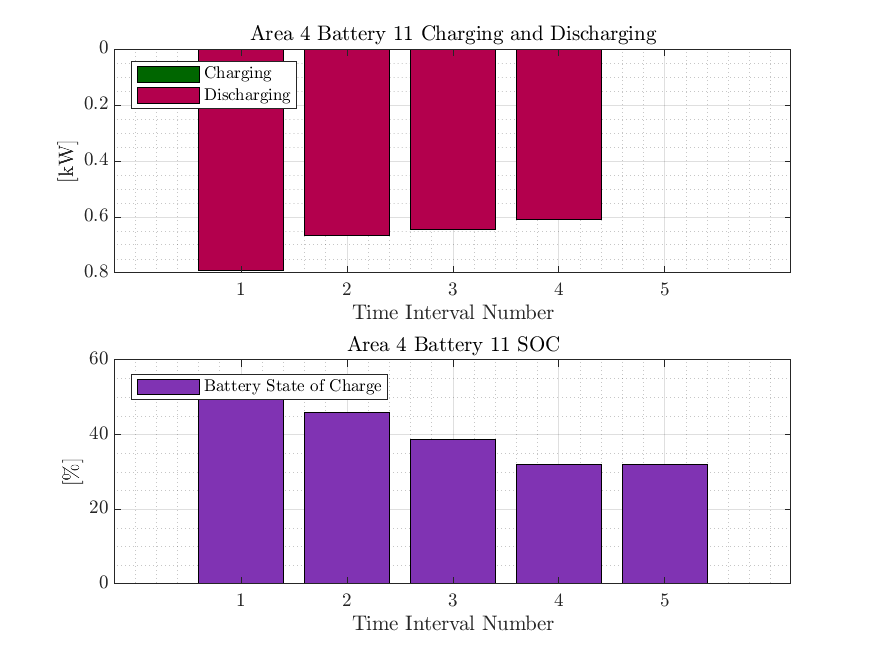 Area 4 Battery 11 Charging and Discharging
0
Charging
Discharging
0.2
[kW]
0.4
0.6
0.8
1 2 3 4 5
Time Interval Number
Area 4 Battery 11 SOC
60
Battery State of Charge
40
[%]
20
0
1 2 3 4 5
Time Interval Number